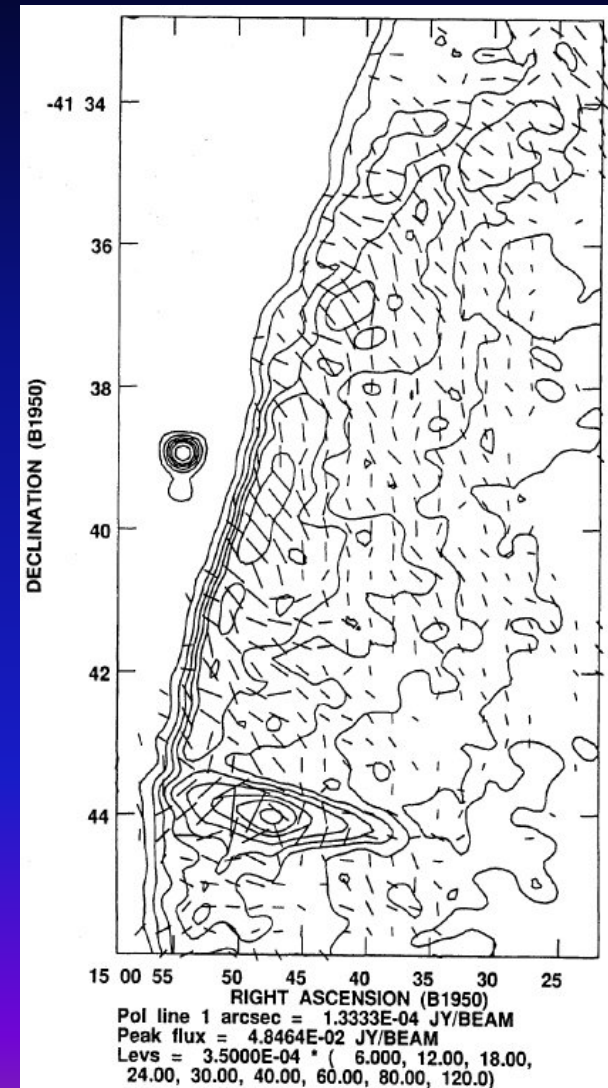 -41 34
36
38
40
42
44
DECLINATION (B1950)
15 00 55 50 45 40 35 30 25
RIGHT ASCENSION (B1950)
Pol line 1 arcsec = 1.3333E-04 JY/BEAM
Peak flux = 4.8464E-02 JY/BEAM
Levs = 3.5000E-04 * ( 6.000, 12.00, 18.00,
24.00, 30.00, 40.00, 60.00, 80.00, 120.0)